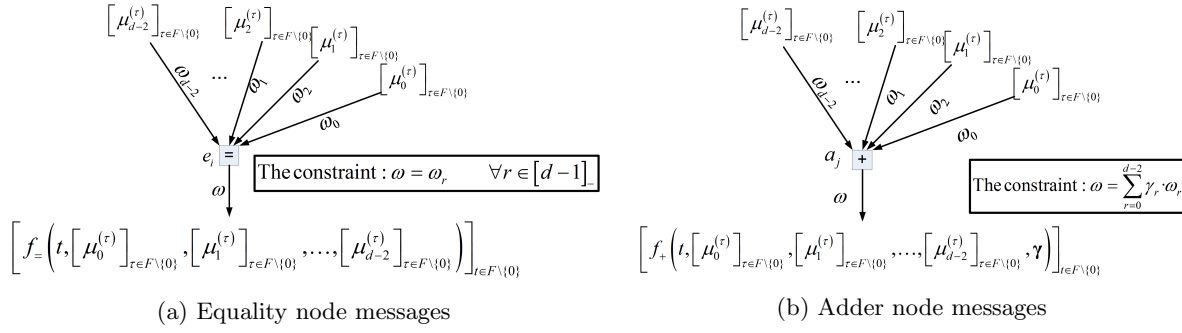 [μ_{d-2}^{(τ)}]_{τ∈F\{0}} [μ_2^{(τ)}]_{τ∈F\{0}} [μ_1^{(τ)}]_{τ∈F\{0}} [μ_0^{(τ)}]_{τ∈F\{0}}
ω_{d-2} ... ω_1 ω_2 ω_0
e_i =
The constraint : ω = ω_r ∀r ∈ [d-1]_-
ω
[f_=(t, [μ_0^{(τ)}]_{τ∈F\{0}}, [μ_1^{(τ)}]_{τ∈F\{0}}, ..., [μ_{d-2}^{(τ)}]_{τ∈F\{0}})]_{t∈F\{0}}
(a) Equality node messages
[μ_{d-2}^{(τ)}]_{τ∈F\{0}} [μ_2^{(τ)}]_{τ∈F\{0}} [μ_1^{(τ)}]_{τ∈F\{0}} [μ_0^{(τ)}]_{τ∈F\{0}}
ω_{d-2} ... ω_1 ω_2 ω_0
a_j +
The constraint : ω = ∑_{r=0}^{d-2} γ_r · ω_r
ω
[f_+(t, [μ_0^{(τ)}]_{τ∈F\{0}}, [μ_1^{(τ)}]_{τ∈F\{0}}, ..., [μ_{d-2}^{(τ)}]_{τ∈F\{0}}, γ)]_{t∈F\{0}}
(b) Adder node messages